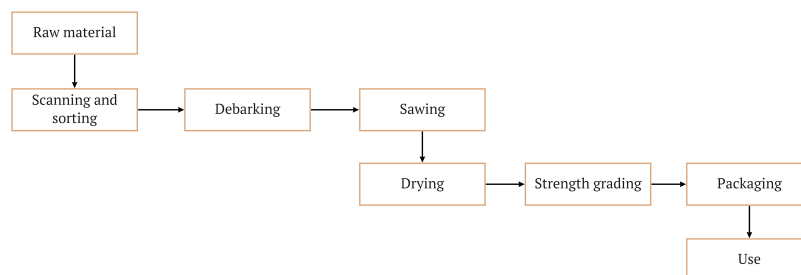 Raw material
Scanning and
sorting
Debarking
Sawing
Drying
Strength grading
Packaging
Use